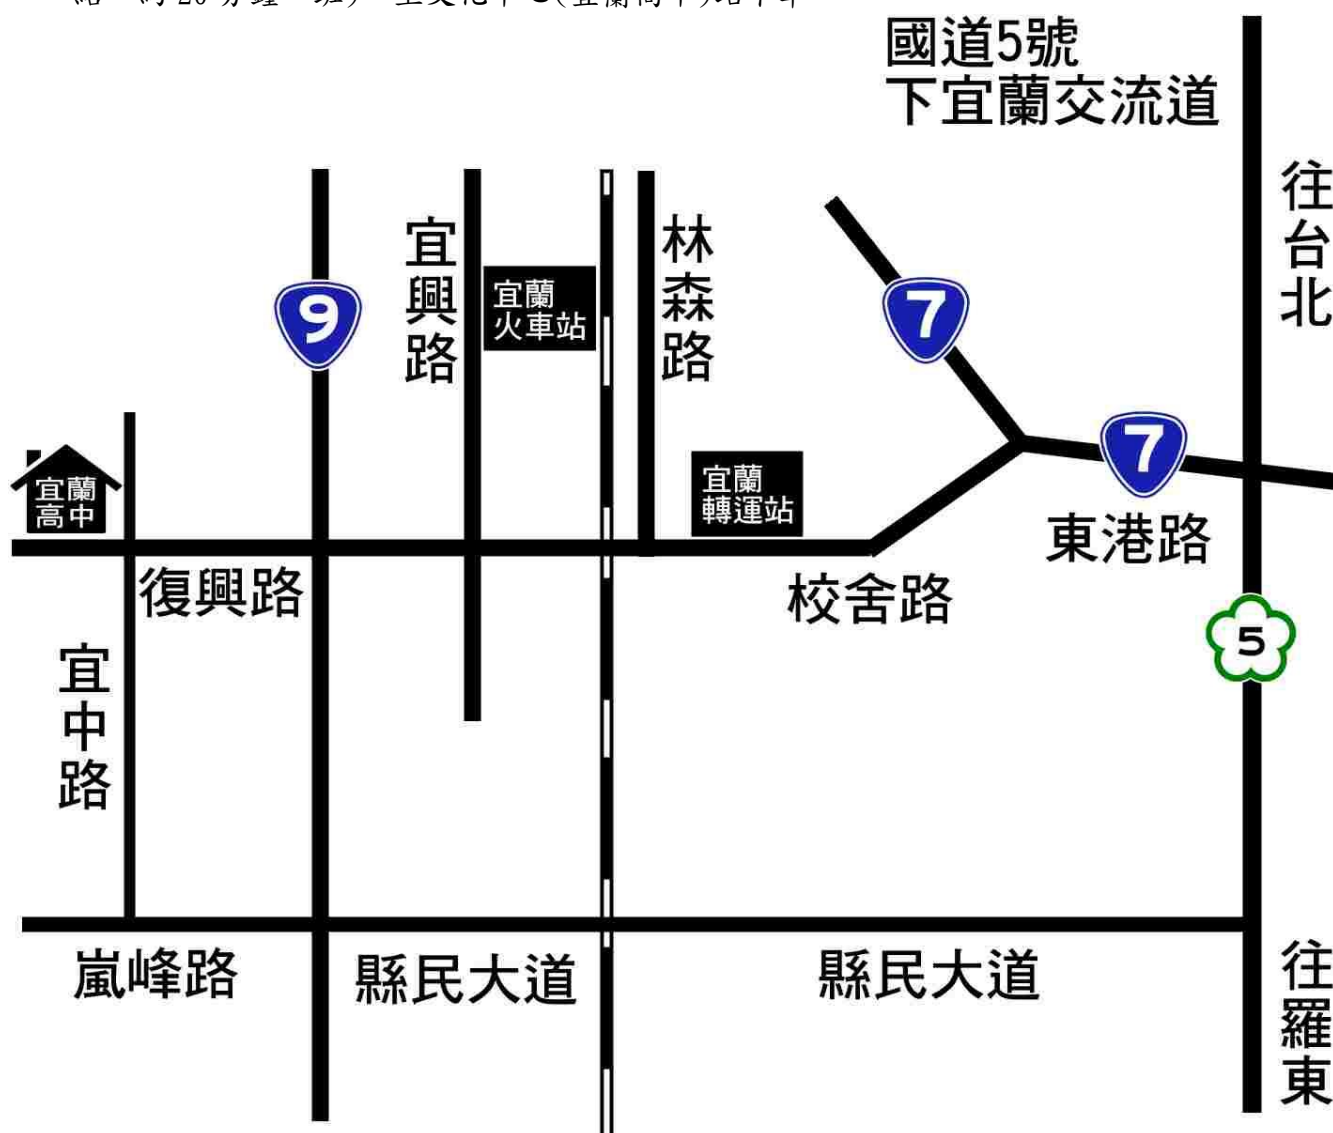 國道5號
下宜蘭交流道
往台北
宜興路
林森路
宜蘭
火車站
9
7
7
宜蘭
高中
宜蘭
轉運站
東港路
復興路
校舍路
5
宜中路
嵐峰路
縣民大道
縣民大道
往羅東